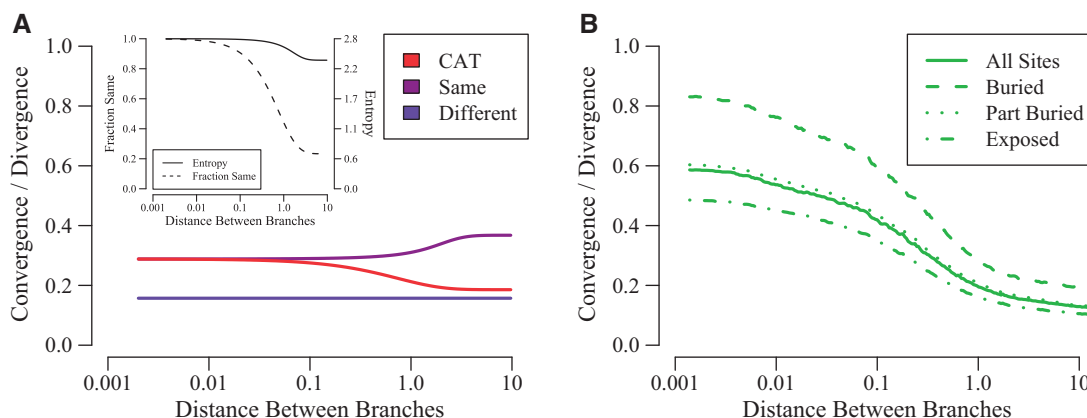 A
Convergence / Divergence
1.0
0.8
0.6
0.4
0.2
0.0
0.001
0.01
0.1
1.0
10
Distance Between Branches
Fraction Same
1.0
0.8
0.6
0.4
0.2
0.0
2.8
2.2
1.7
1.1
0.6
0.0
Entropy
Entropy
Fraction Same
0.001
0.01
0.1
1.0
10
Distance Between Branches
CAT
Same
Different
B
Convergence / Divergence
1.0
0.8
0.6
0.4
0.2
0.0
0.001
0.01
0.1
1.0
10
Distance Between Branches
All Sites
Buried
Part Buried
Exposed